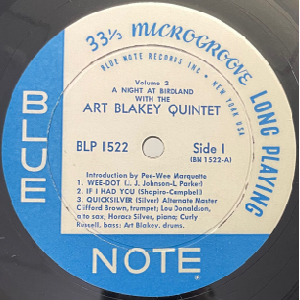 33⅓ MICROGROOVE LONG PLAYING
BLUE NOTE RECORDS INC. • NEW YORK USA
Volume 2
A NIGHT AT BIRDLAND
WITH THE
ART BLAKEY QUINTET
BLP 1522 Side 1
(BN 1522-A)
Introduction by Pee-Wee Marquette
1. WEE-DOT (J. J. Johnson-L. Parker)
2. IF I HAD YOU (Shapiro-Campbell)
3. QUICKSILVER (Silver) Alternate Master
Clifford Brown, trumpet; Lou Donaldson,
alto sax; Horace Silver, piano; Curly
Russell, bass; Art Blakey, drums.
BLUE
NOTE